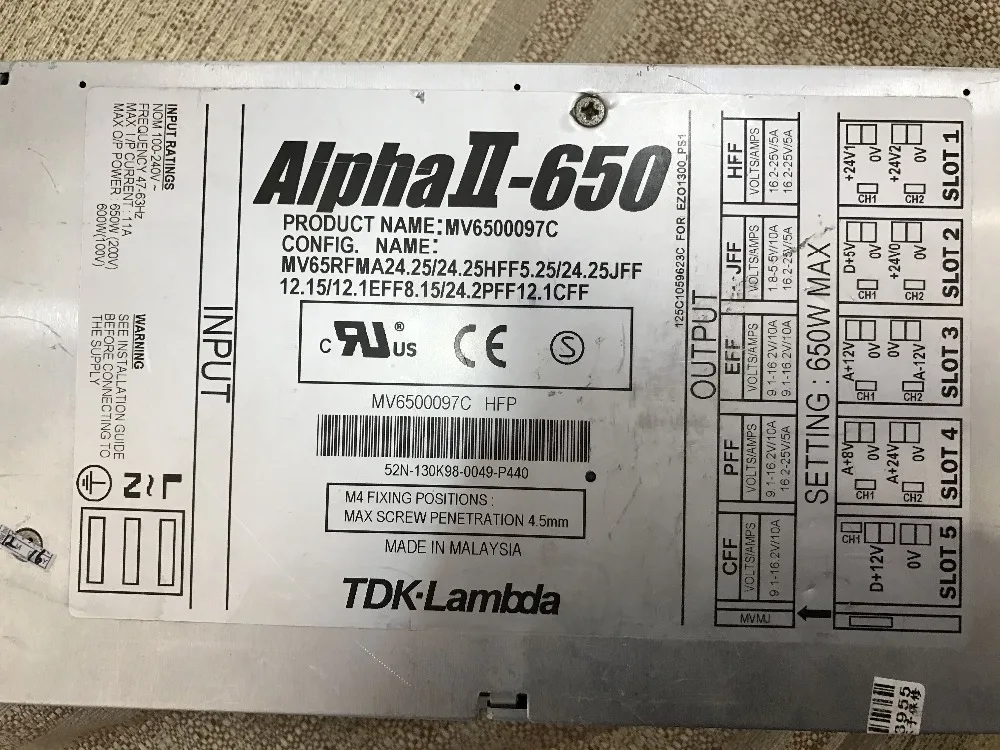 INPUT RATINGS
NOM 100-240V ~
FREQUENCY 47-63Hz
MAX I/P CURRENT : 11A
MAX O/P POWER 650W (200V)
600W(100V)
WARNING
SEE INSTALLATION GUIDE
BEFORE CONNECTING TO
THE SUPPLY
L
~
N
INPUT
Alpha II-650
PRODUCT NAME:MV6500097C
CONFIG. NAME:
MV65RFMA24.25/24.25HFF5.25/24.25JFF
12.15/12.1EFF8.15/24.2PFF12.1CFF
c RU ® US CE S
MV6500097C HFP
52N-130K98-0049-P440
M4 FIXING POSITIONS :
MAX SCREW PENETRATION 4.5mm
MADE IN MALAYSIA
TDK·Lambda
125C1059623C FOR EZO1300_PS1
OUTPUT
HFF
VOLTS/AMPS
16.2-25V/5A
16.2-25V/5A
JFF
VOLTS/AMPS
1.8-5.5V/10A
16.2-25V/5A
EFF
VOLTS/AMPS
9.1-16.2V/10A
9.1-16.2V/10A
PFF
VOLTS/AMPS
9.1-16.2V/10A
16.2-25V/5A
CFF
VOLTS/AMPS
9.1-16.2V/10A
MVMJ
SETTING : 650W MAX
+24V1 0V +24V2 0V
CH1 CH2
SLOT 1
D+5V 0V +24V0 0V
CH1 CH2
SLOT 2
A+12V 0V 0V A-12V
CH1 CH2
SLOT 3
A+8V 0V A+24V 0V
CH1 CH2
SLOT 4
CH1
D+12V 0V
SLOT 5
3955